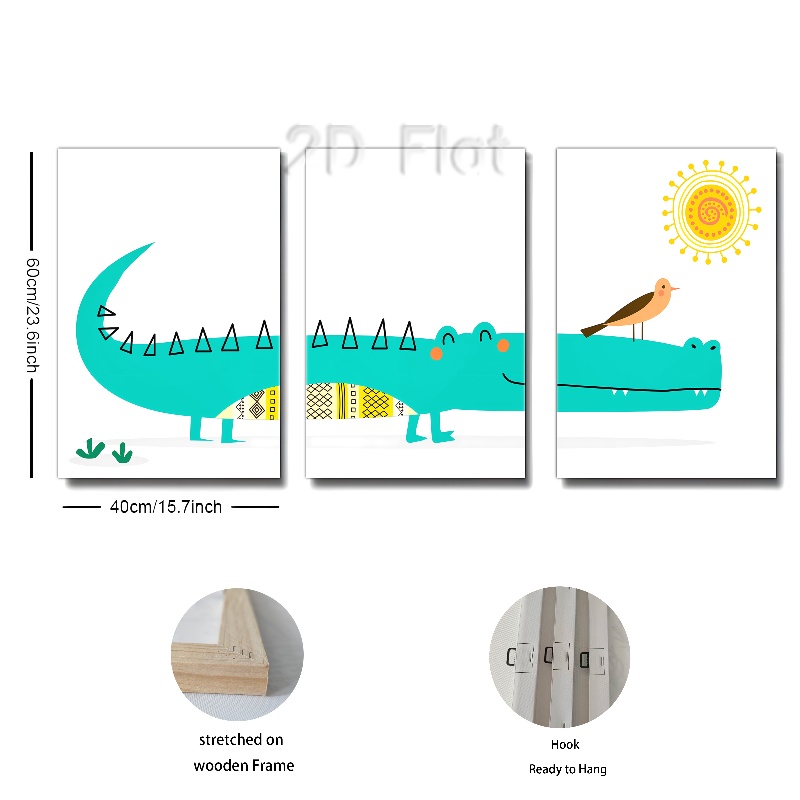 2D Flat
60cm/23.6inch
40cm/15.7inch
stretched on
wooden Frame
Hook
Ready to Hang